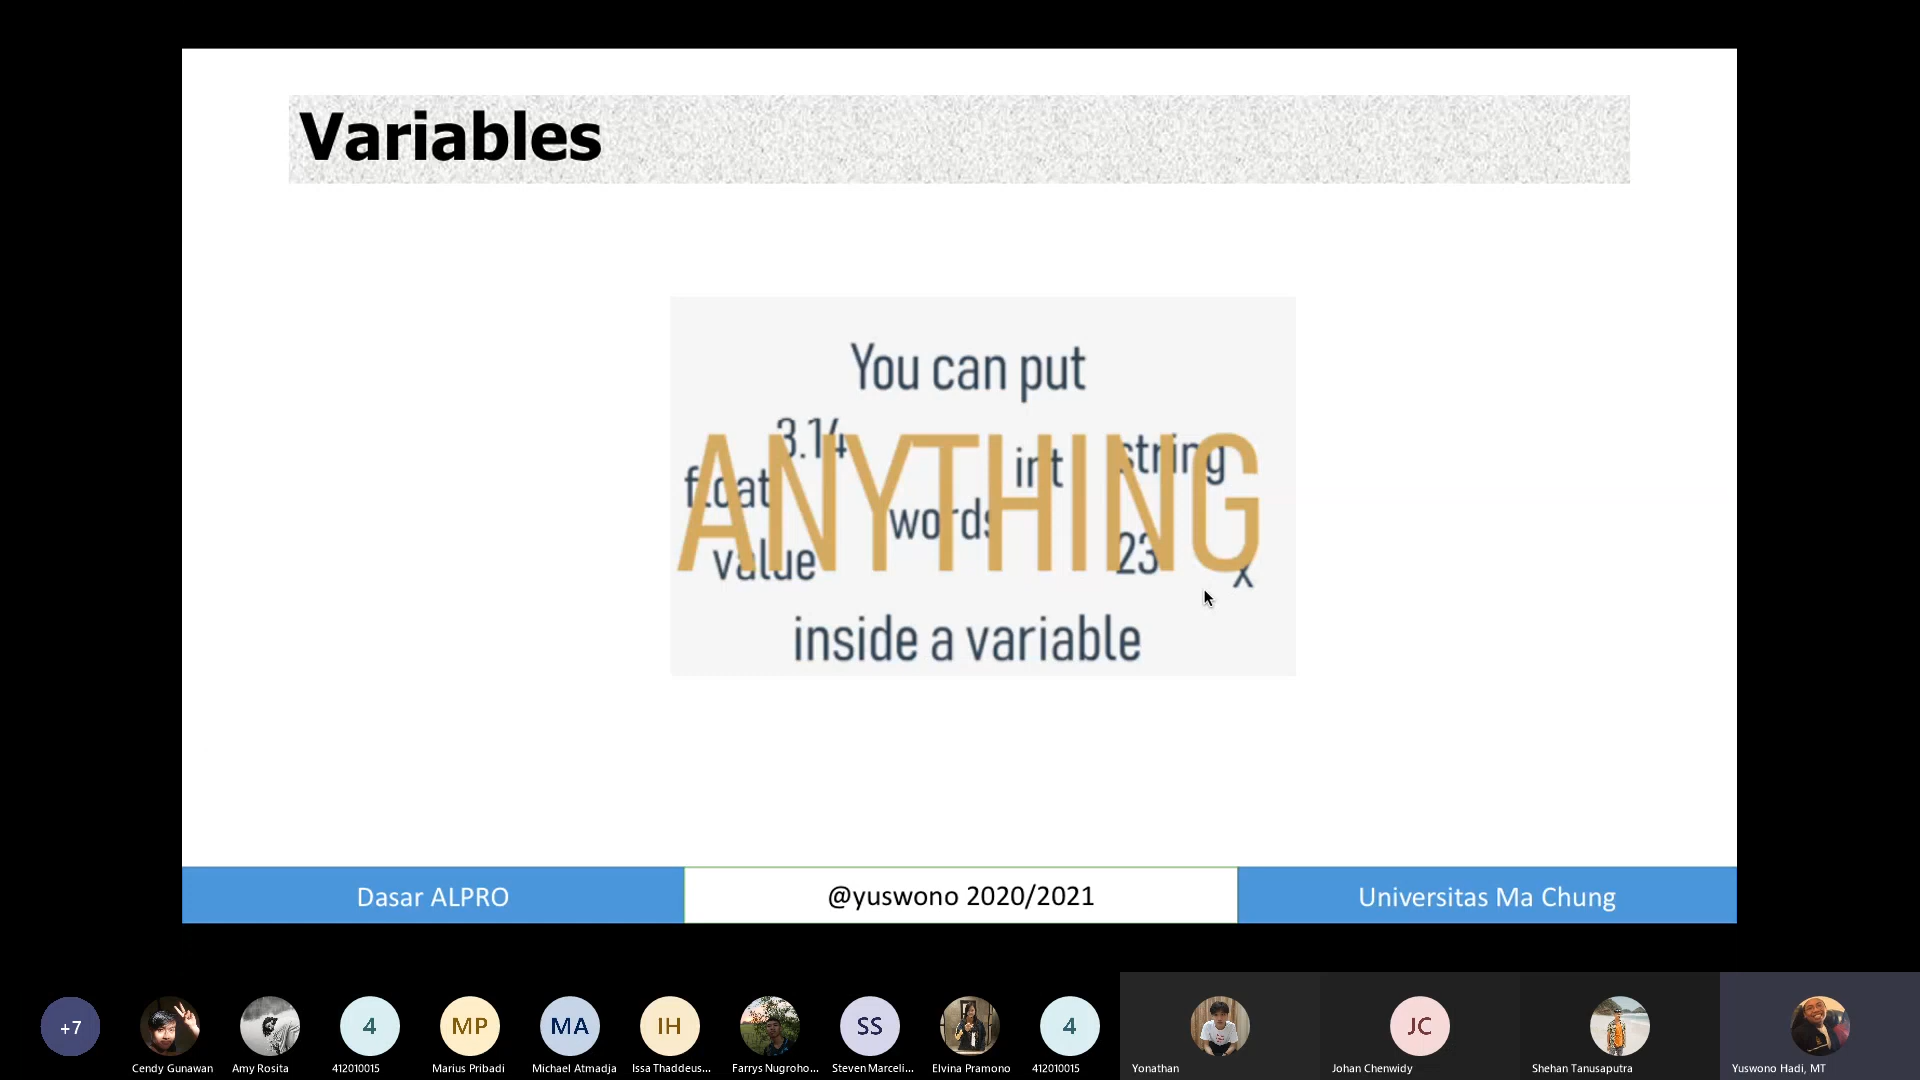 Variables
You can put
3.14
ANYTHING
float
int
string
words
value
23
x
inside a variable
Dasar ALPRO
@yuswono 2020/2021
Universitas Ma Chung
+7
4
MP
MA
IH
SS
4
JC
Cendy Gunawan
Amy Rosita
412010015
Marius Pribadi
Michael Atmadja
Issa Thaddeus...
Farrys Nugroho...
Steven Marceli...
Elvina Pramono
412010015
Yonathan
Johan Chenwidy
Shehan Tanusaputra
Yuswono Hadi, MT